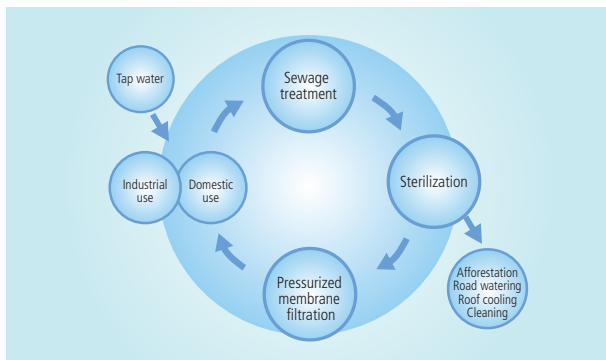 Tap water
Sewage
treatment
Industrial
use
Domestic
use
Sterilization
Pressurized
membrane
filtration
Afforestation
Road watering
Roof cooling
Cleaning